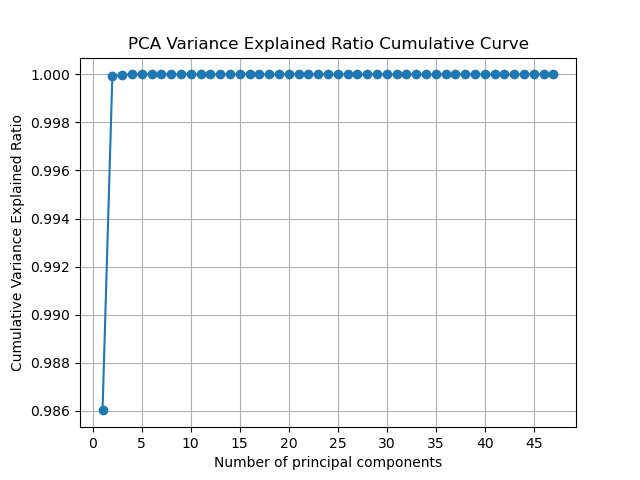 PCA Variance Explained Ratio Cumulative Curve
1.000
0.998
0.996
0.994
0.992
0.990
0.988
0.986
Cumulative Variance Explained Ratio
0 5 10 15 20 25 30 35 40 45
Number of principal components